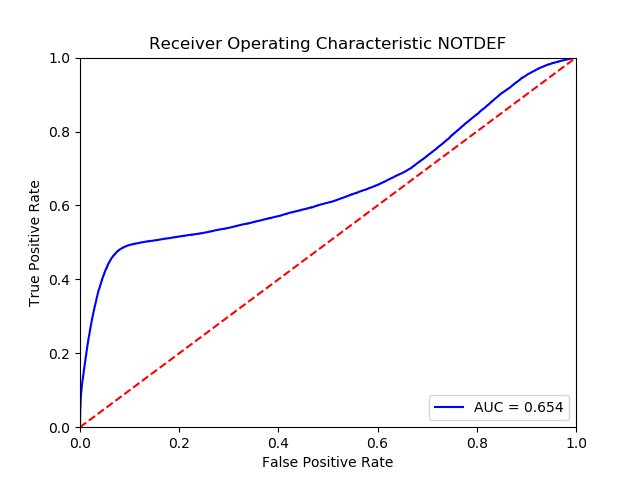 Receiver Operating Characteristic NOTDEF
1.0
0.8
0.6
0.4
0.2
0.0
True Positive Rate
AUC = 0.654
0.0 0.2 0.4 0.6 0.8 1.0
False Positive Rate